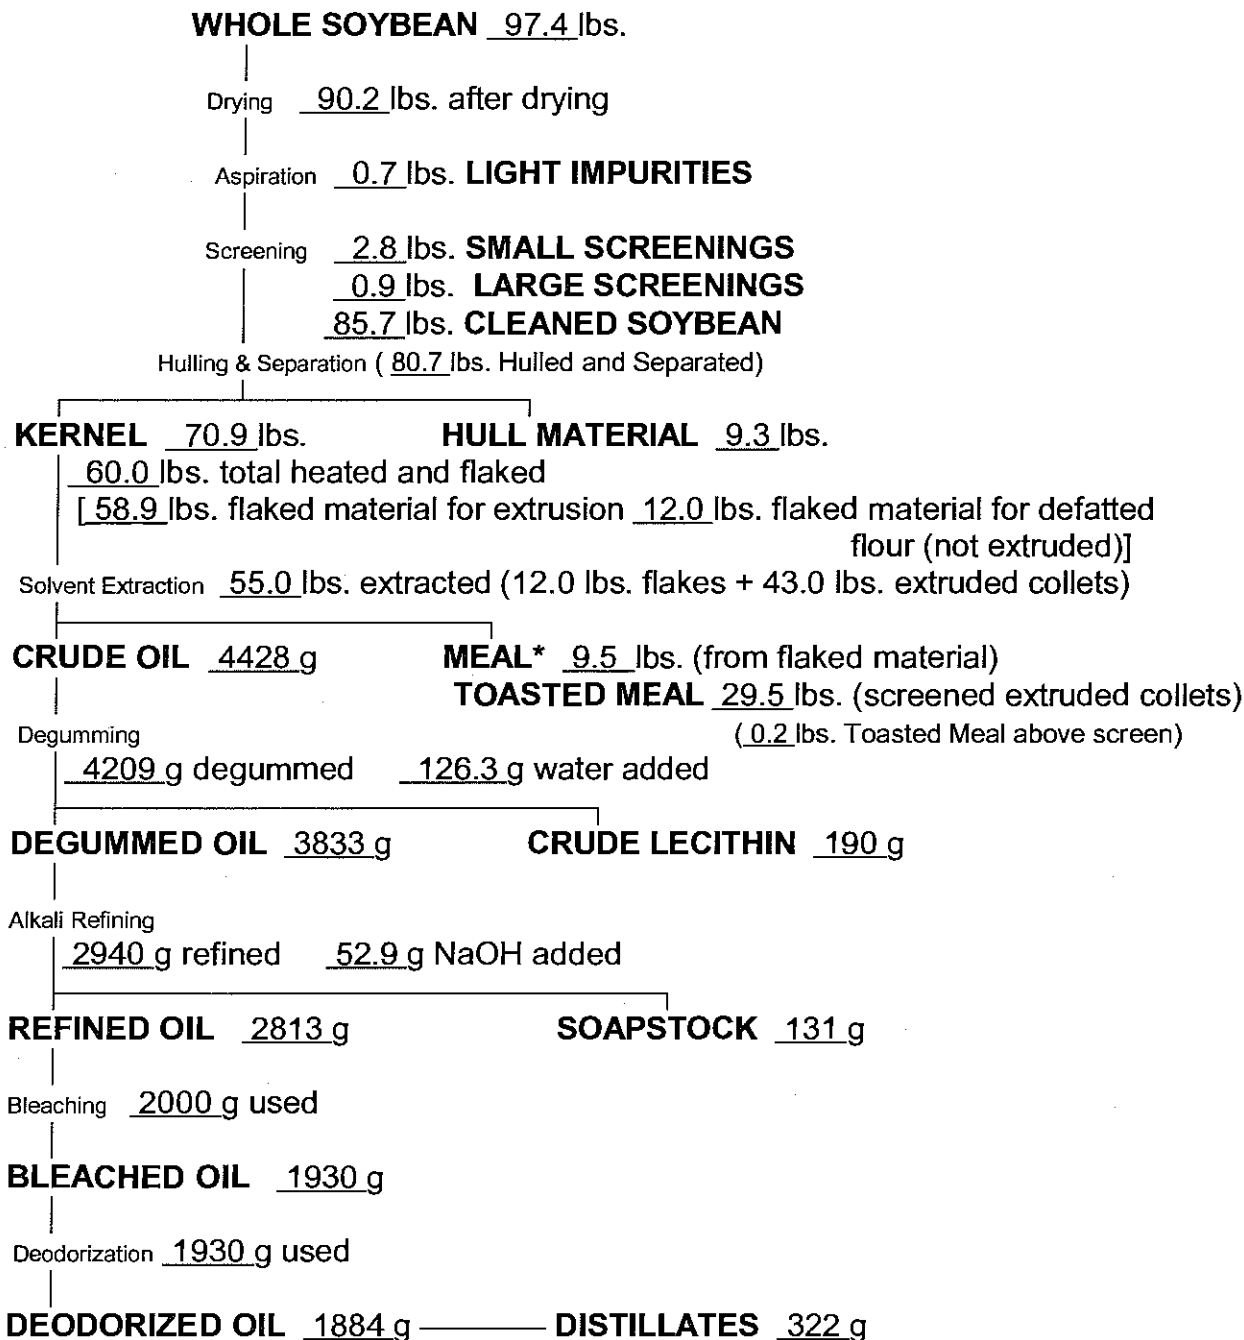 WHOLE SOYBEAN 97.4 lbs.
Drying 90.2 lbs. after drying
Aspiration 0.7 lbs. LIGHT IMPURITIES
Screening 2.8 lbs. SMALL SCREENINGS
0.9 lbs. LARGE SCREENINGS
85.7 lbs. CLEANED SOYBEAN
Hulling & Separation ( 80.7 lbs. Hulled and Separated)
KERNEL 70.9 lbs. HULL MATERIAL 9.3 lbs.
60.0 lbs. total heated and flaked
[ 58.9 lbs. flaked material for extrusion 12.0 lbs. flaked material for defatted
flour (not extruded)]
Solvent Extraction 55.0 lbs. extracted (12.0 lbs. flakes + 43.0 lbs. extruded collets)
CRUDE OIL 4428 g MEAL* 9.5 lbs. (from flaked material)
TOASTED MEAL 29.5 lbs. (screened extruded collets)
( 0.2 lbs. Toasted Meal above screen)
Degumming
4209 g degummed 126.3 g water added
DEGUMMED OIL 3833 g CRUDE LECITHIN 190 g
Alkali Refining
2940 g refined 52.9 g NaOH added
REFINED OIL 2813 g SOAPSTOCK 131 g
Bleaching 2000 g used
BLEACHED OIL 1930 g
Deodorization 1930 g used
DEODORIZED OIL 1884 g DISTILLATES 322 g